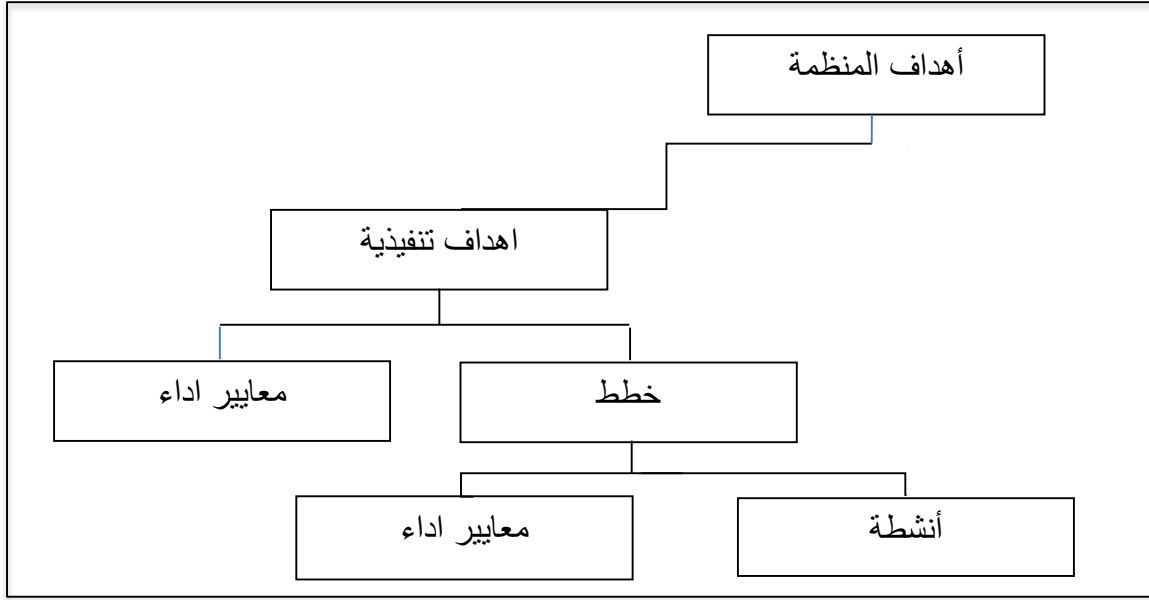 أهداف المنظمة
اهداف تنفيذية
خطط
معايير اداء
أنشطة
معايير اداء